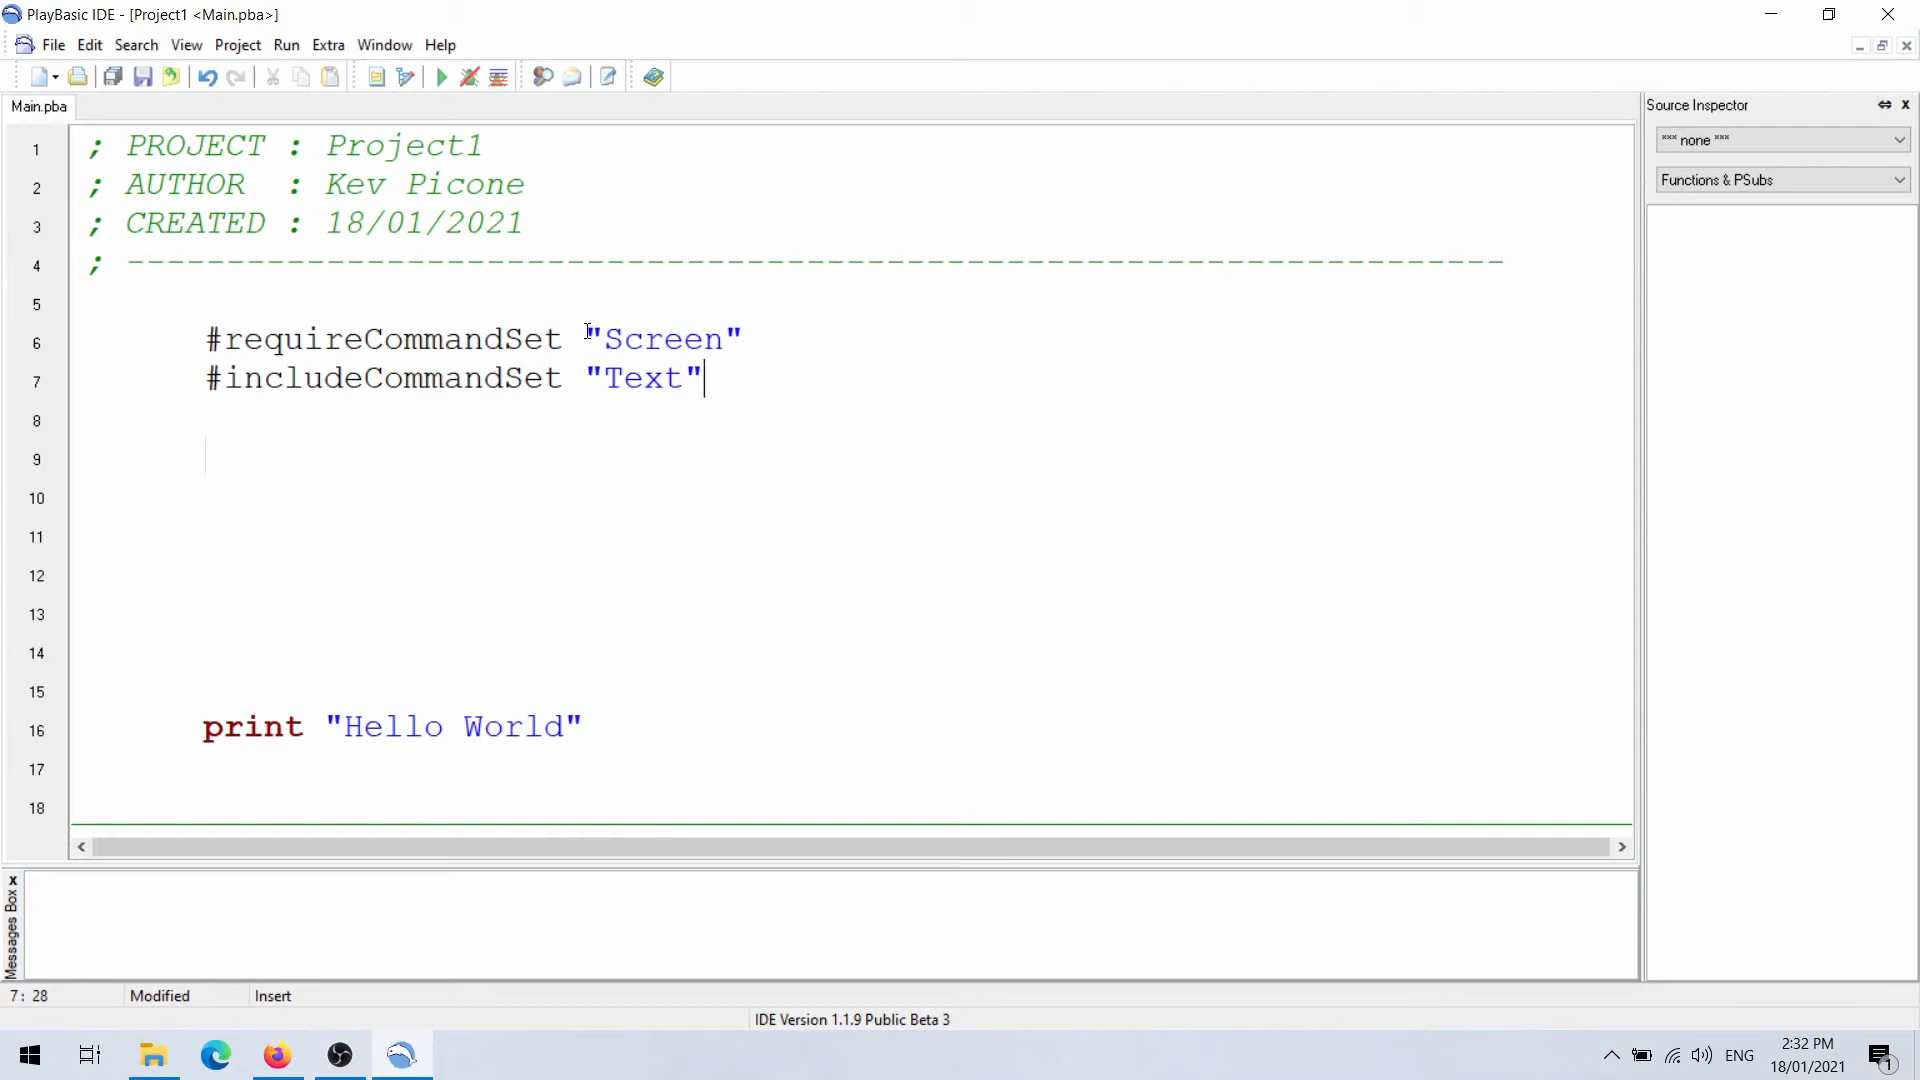 PlayBasic IDE - [Project1 <Main.pba>]
File Edit Search View Project Run Extra Window Help
Main.pba
Source Inspector
*** none ***
Functions & PSubs
1 ; PROJECT : Project1
2 ; AUTHOR : Kev Picone
3 ; CREATED : 18/01/2021
4 ; ---------------------------------------------------------------------
5
6 #requireCommandSet "Screen"
7 #includeCommandSet "Text"
8
9
10
11
12
13
14
15
16 print "Hello World"
17
18
Messages Box
7: 28 Modified Insert
IDE Version 1.1.9 Public Beta 3
ENG
2:32 PM
18/01/2021
1